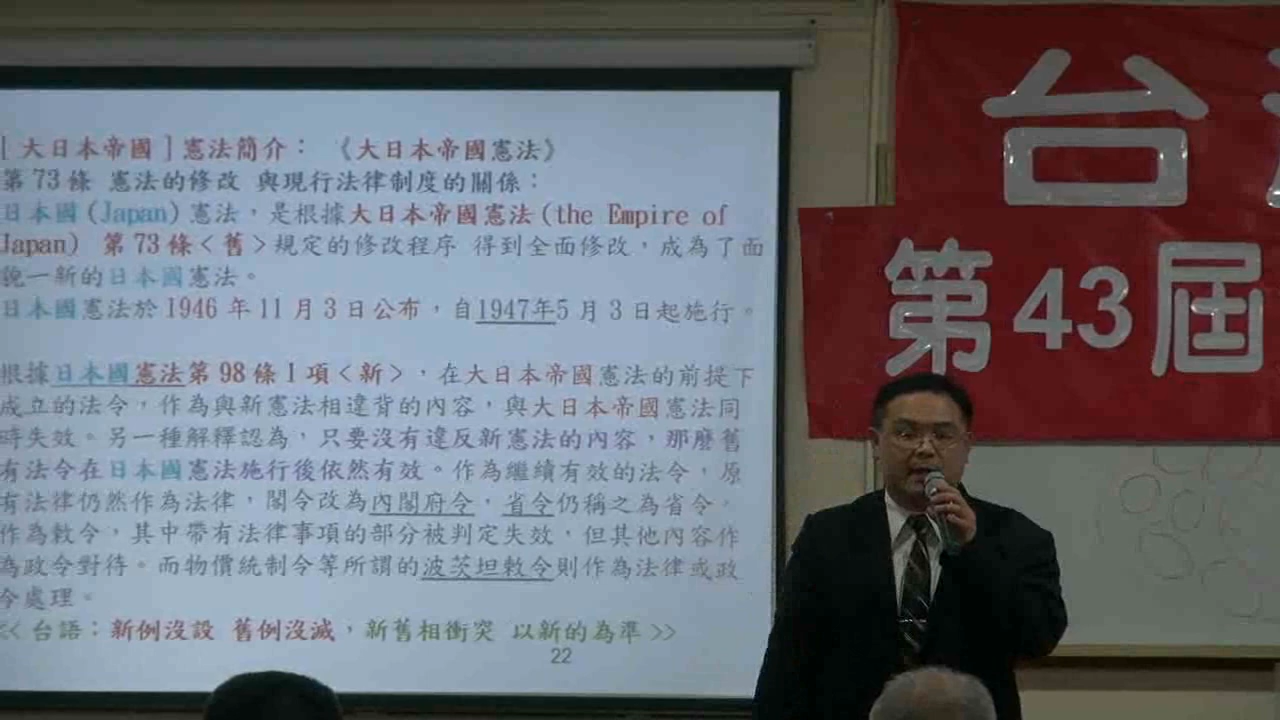 [大日本帝國]憲法簡介： 《大日本帝國憲法》
第73條 憲法的修改 與現行法律制度的關係：
日本國(Japan)憲法，是根據大日本帝國憲法(the Empire of
Japan) 第73條<舊>規定的修改程序 得到全面修改，成為了面
貌一新的日本國憲法。
日本國憲法於1946年11月3日公布，自1947年5月3日起施行。
根據日本國憲法第98條1項<新>，在大日本帝國憲法的前提下
成立的法令，作為與新憲法相違背的內容，與大日本帝國憲法同
時失效。另一種解釋認為，只要沒有違反新憲法的內容，那麼舊
有法令在日本國憲法施行後依然有效。作為繼續有效的法令，原
有法律仍然作為法律，閣令改為內閣府令，省令仍稱之為省令。
作為敕令，其中帶有法律事項的部分被判定失效，但其他內容作
為政令對待。而物價統制令等所謂的波茨坦敕令則作為法律或政
令處理。
<<台語：新例沒設 舊例沒滅，新舊相衝突 以新的為準>>
22
台
第43屆